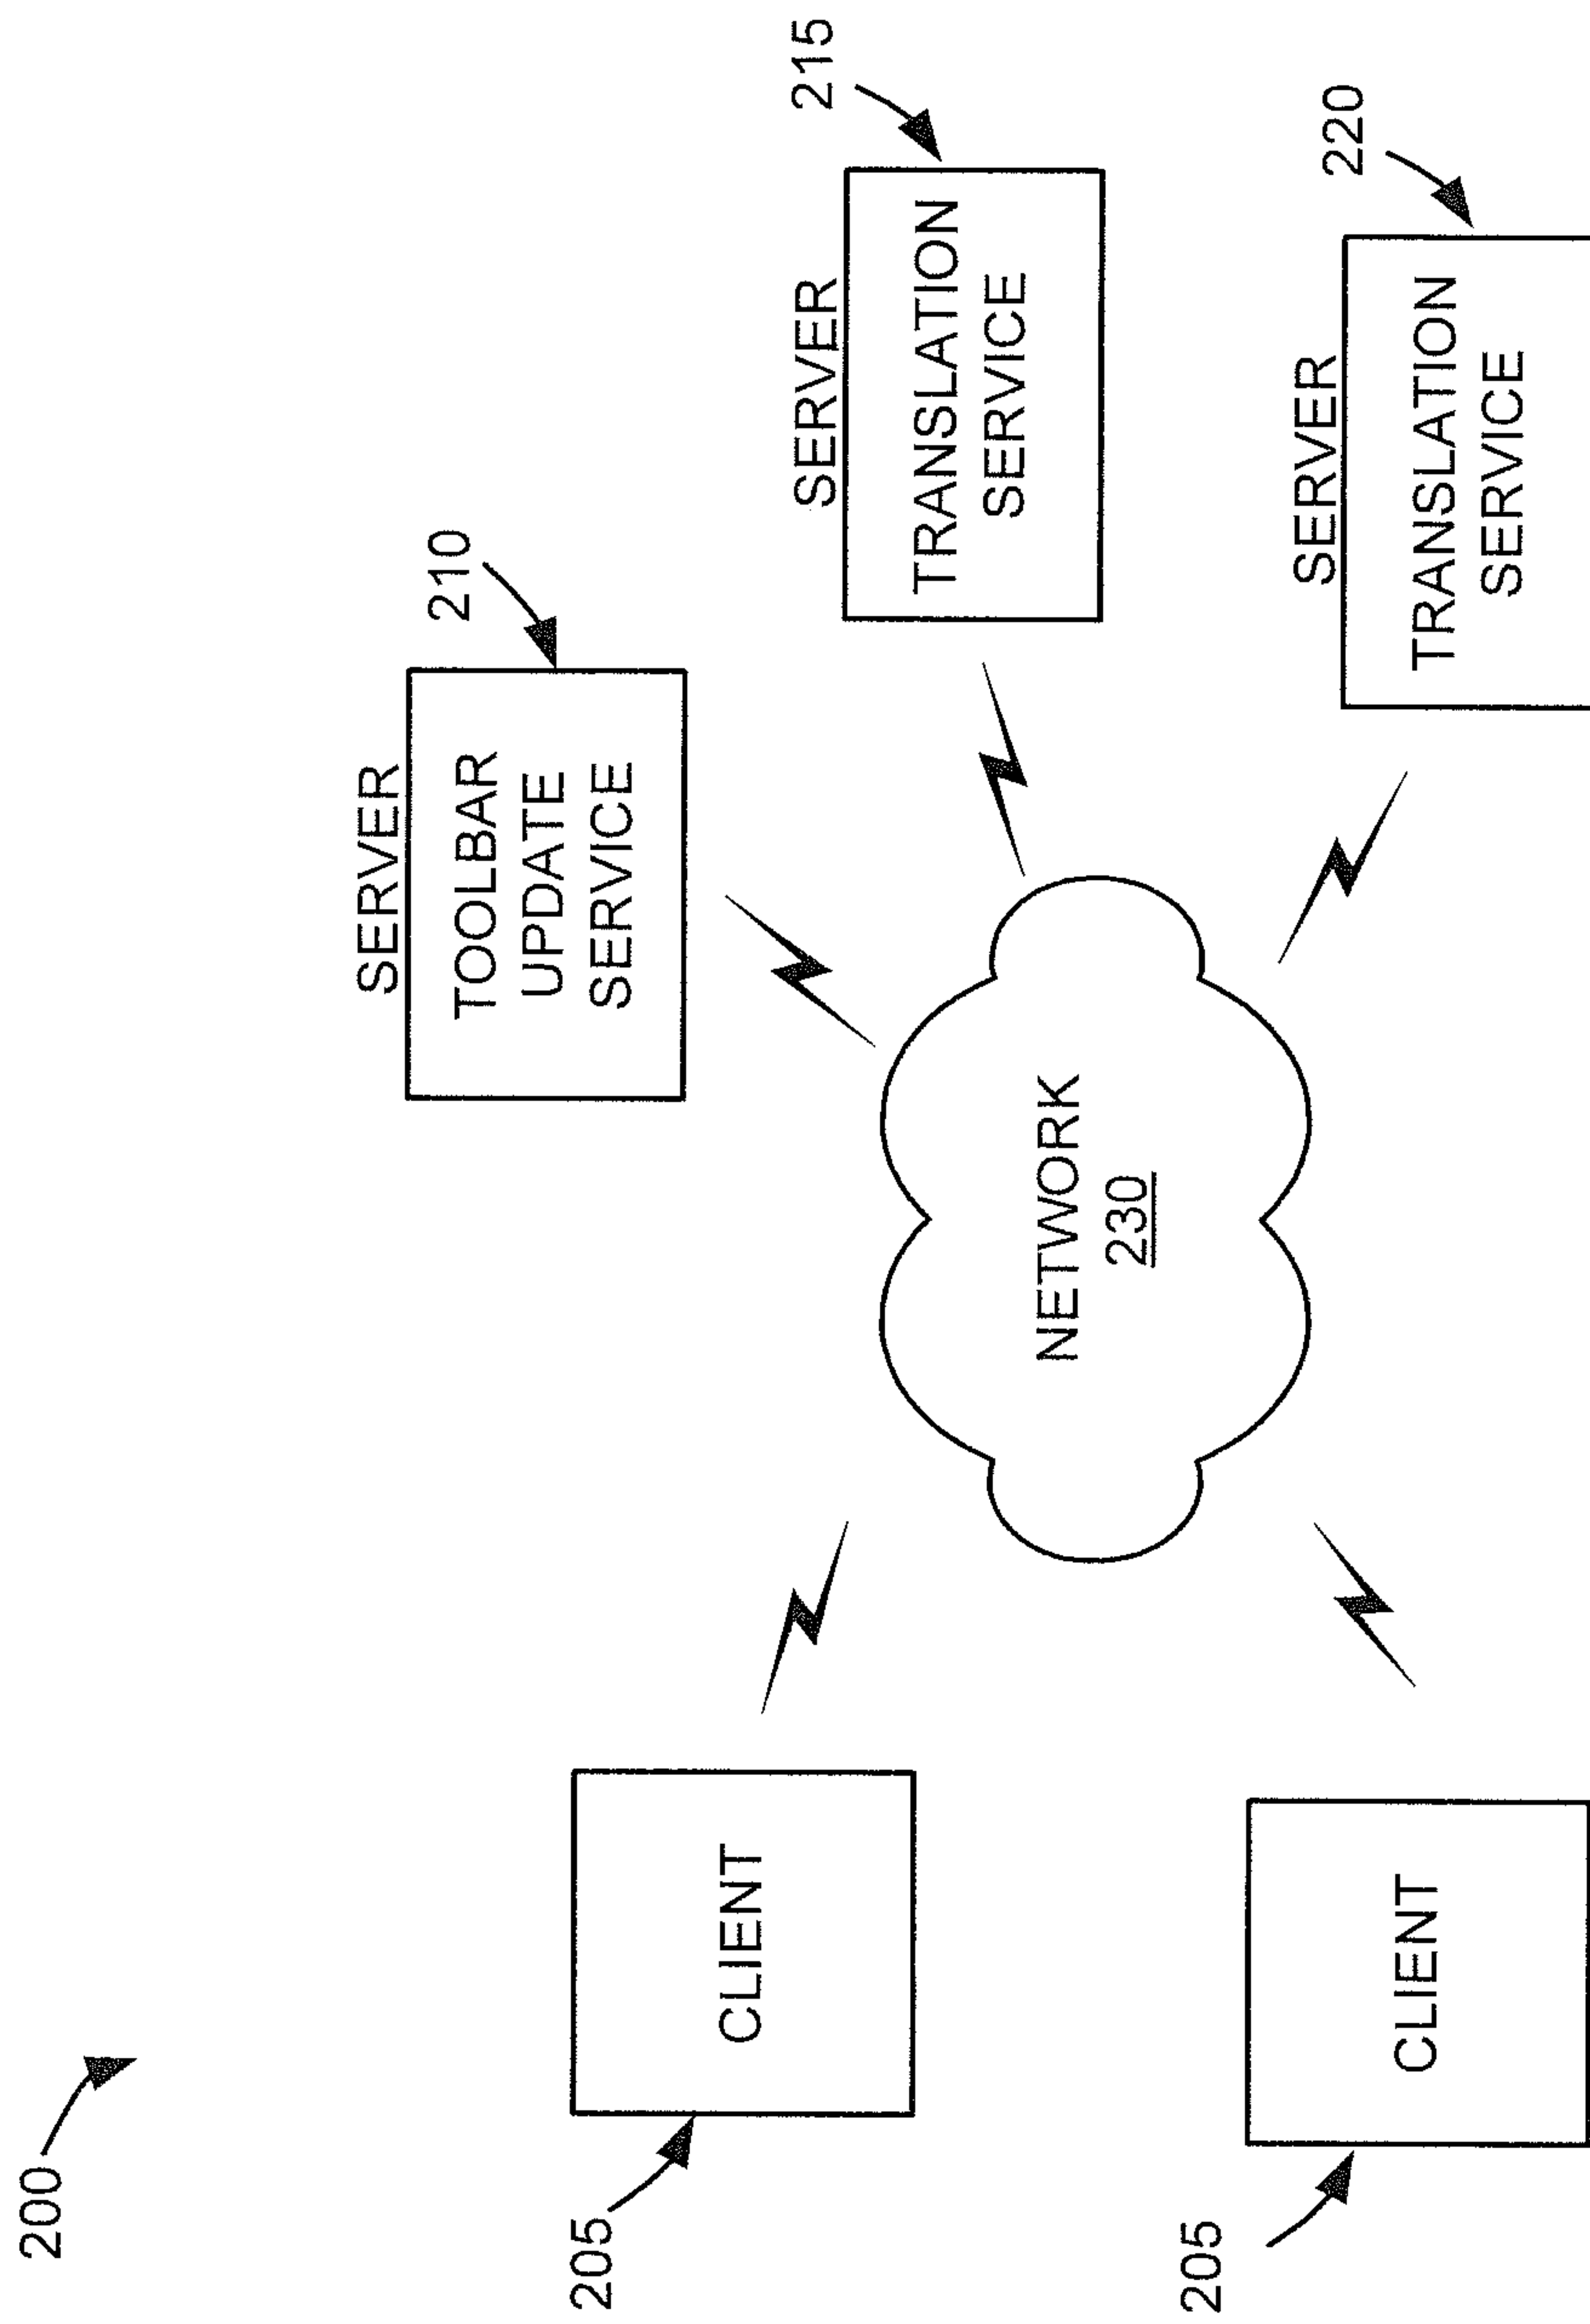 200
SERVER
210
TOOLBAR
UPDATE
SERVICE
205
CLIENT
SERVER
215
TRANSLATION
SERVICE
NETWORK
230
205
CLIENT
SERVER
220
TRANSLATION
SERVICE